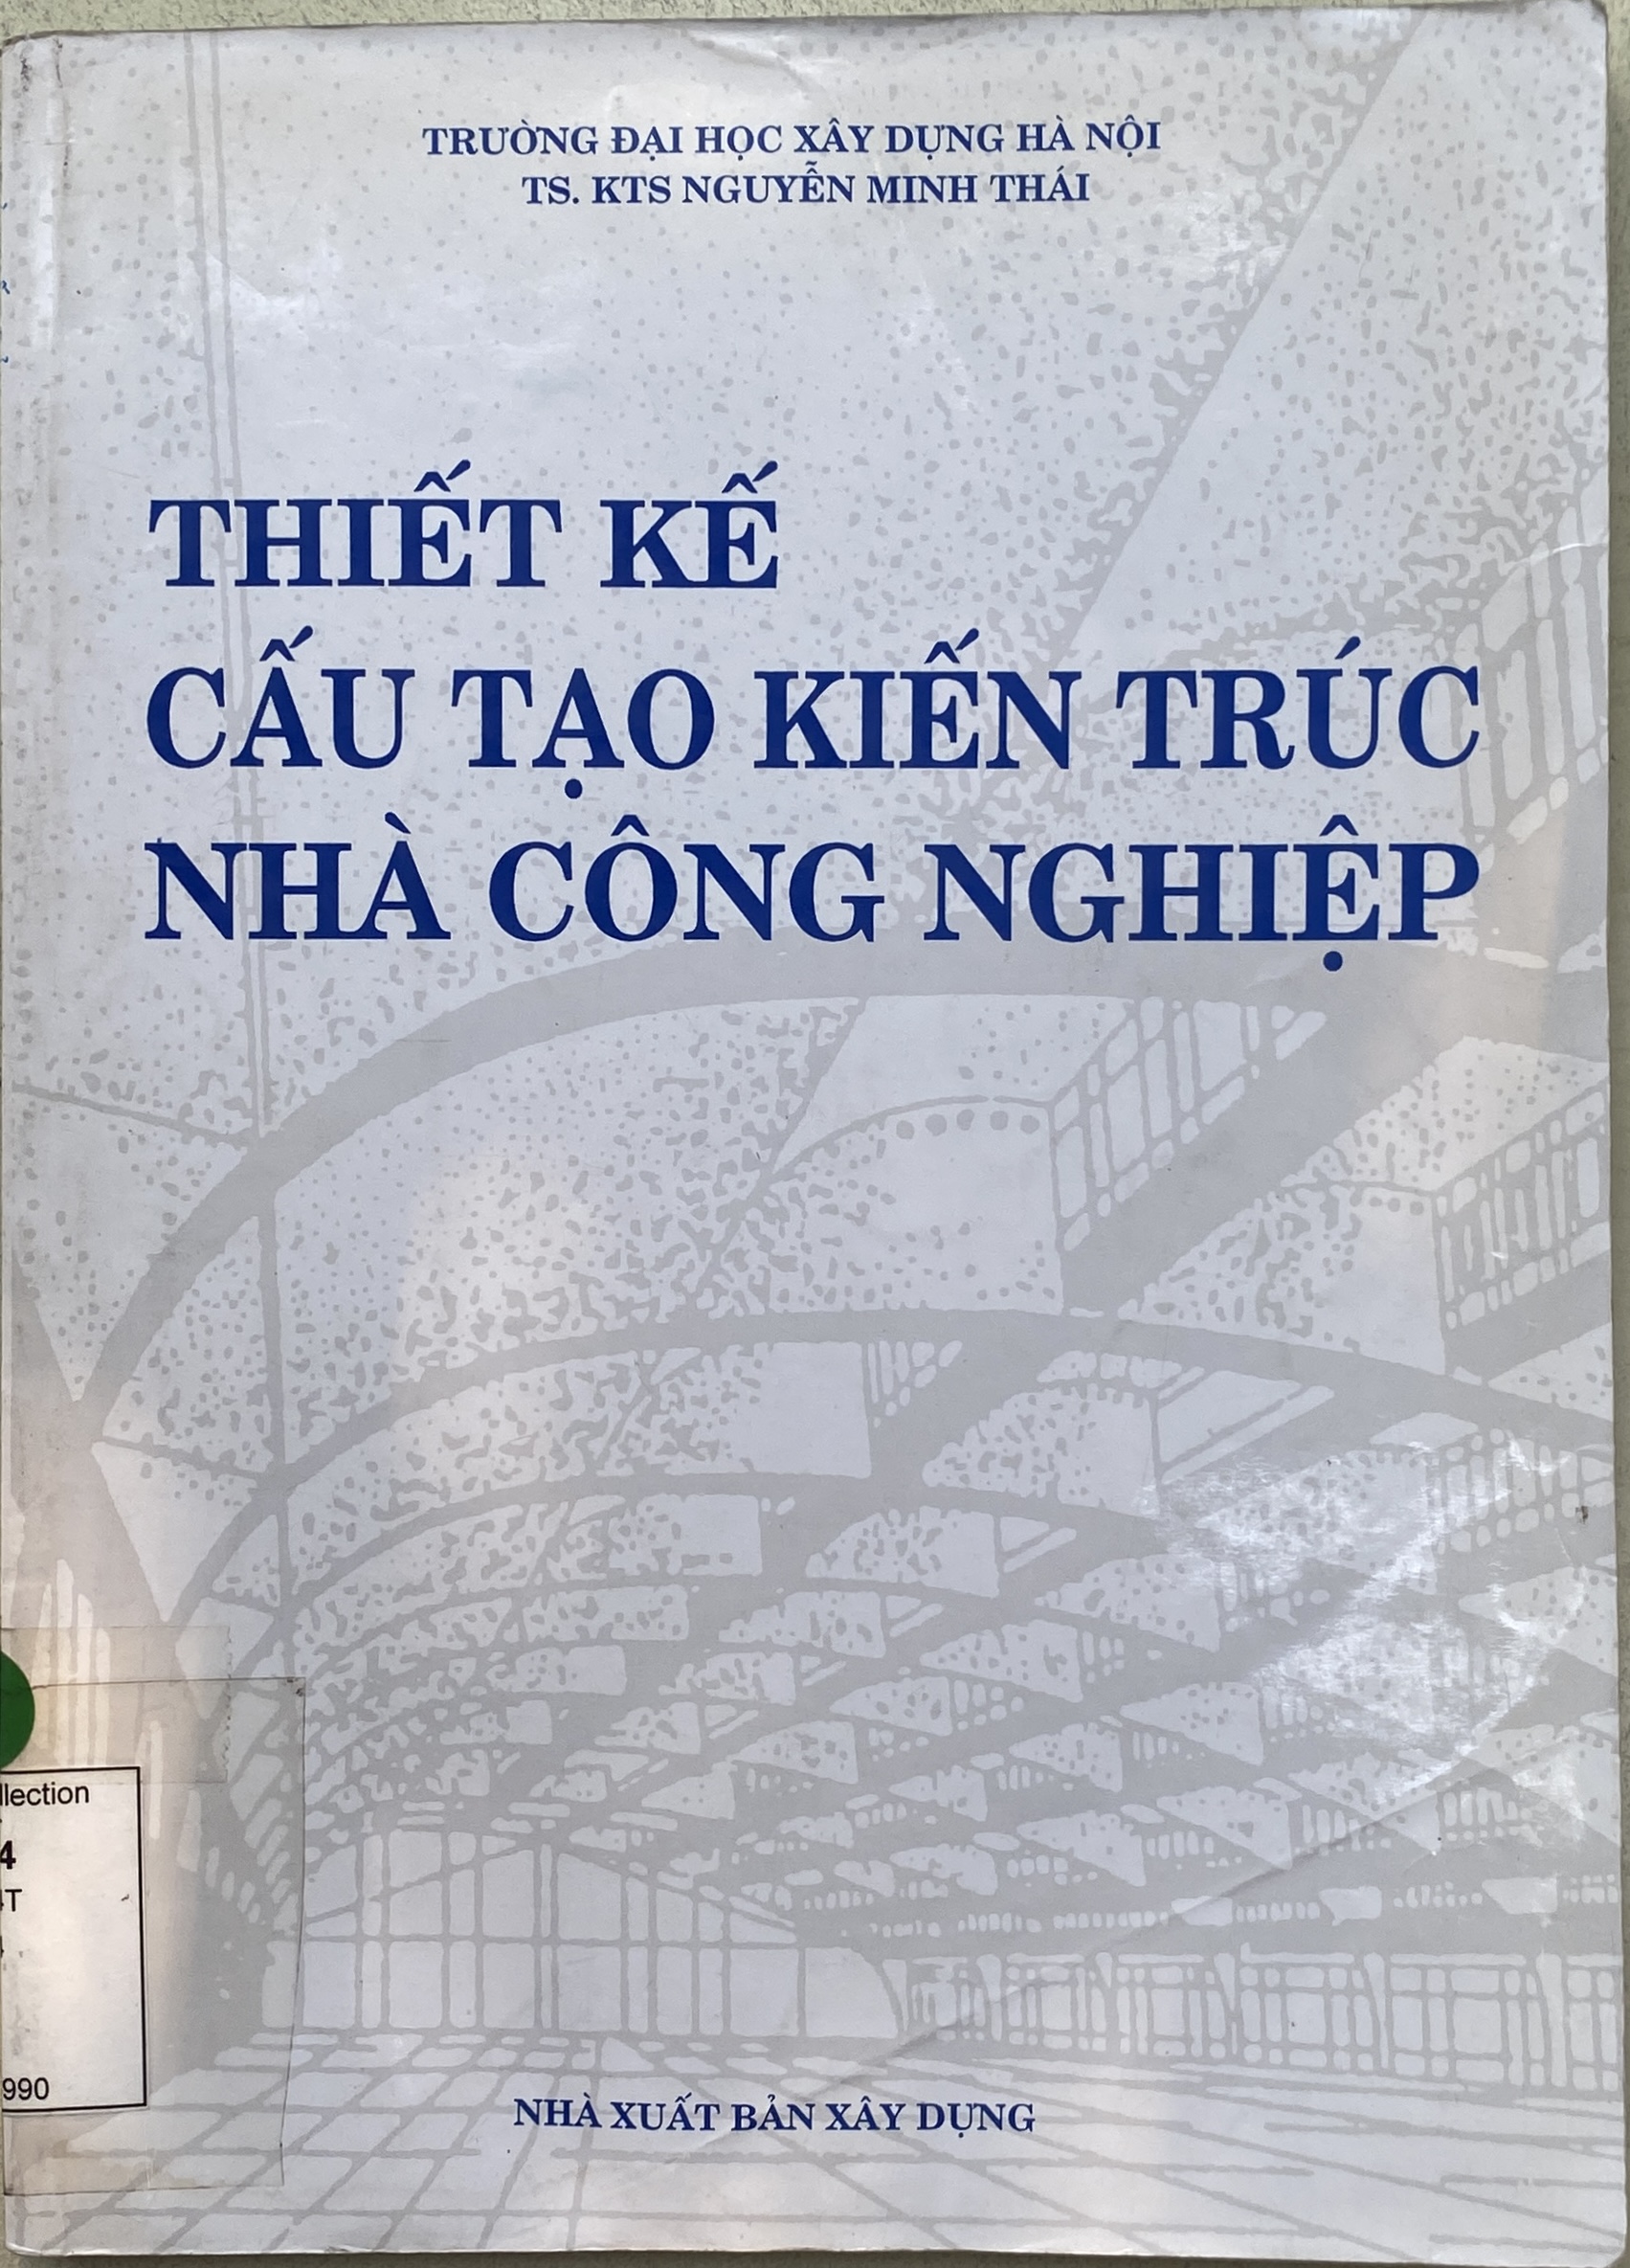 TRƯỜNG ĐẠI HỌC XÂY DỰNG HÀ NỘI
TS. KTS NGUYỄN MINH THÁI
THIẾT KẾ
CẤU TẠO KIẾN TRÚC
NHÀ CÔNG NGHIỆP
llection
4
T
990
NHÀ XUẤT BẢN XÂY DỰNG